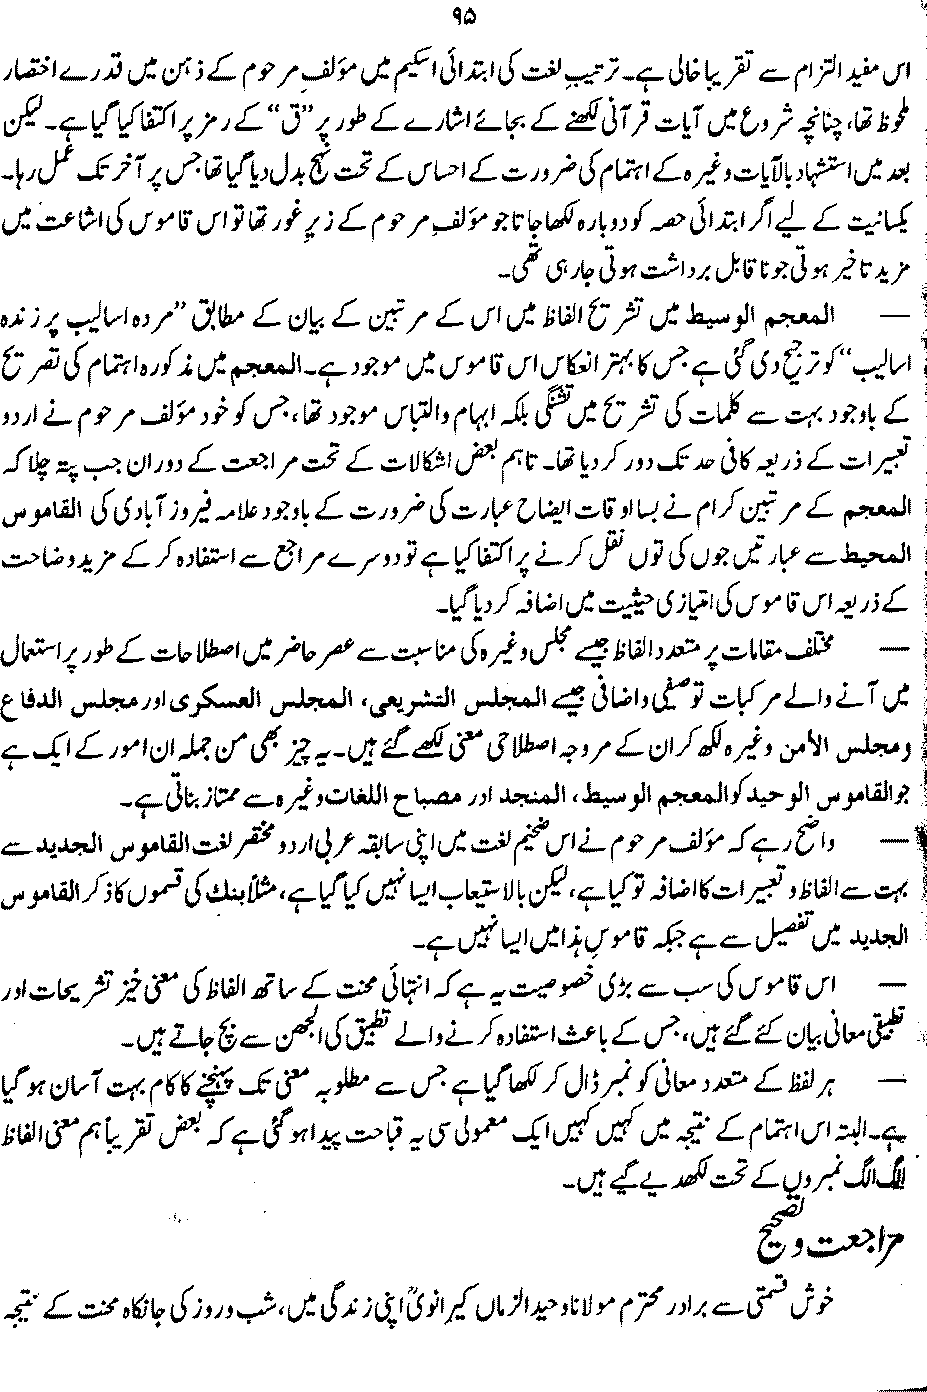 ۹۵
اس مفید التزام سے تقریباً خالی ہے۔ ترتیبِ لغت کی ابتدائی اسکیم میں مؤلفِ مرحوم کے ذہن میں قدرے اختصار
ملحوظ تھا، چنانچہ شروع میں آیات قرآنی لکھنے کے بجائے اشارے کے طور پر ”ق“ کے رمز پر اکتفا کیا گیا ہے۔ لیکن
بعد میں استشہاد بالآیات وغیرہ کے اہتمام کی ضرورت کے احساس کے تحت نہج بدل دیا گیا تھا جس پر آخر تک عمل رہا۔
یکسانیت کے لیے اگر ابتدائی حصہ کو دوبارہ لکھا جاتا جو مؤلفِ مرحوم کے زیرِ غور تھا تو اس قاموس کی اشاعت میں
مزید تاخیر ہوتی جو ناقابل برداشت ہوتی جارہی تھی۔
— المعجم الوسیط میں تشریح الفاظ میں اس کے مرتبین کے بیان کے مطابق ”مردہ اسالیب پر زندہ
اسالیب“ کو ترجیح دی گئی ہے جس کا بہتر انعکاس اس قاموس میں موجود ہے۔ المعجم میں مذکورہ اہتمام کی تصریح
کے باوجود بہت سے کلمات کی تشریح میں تشنگی بلکہ ابہام والتباس موجود تھا، جس کو خود مؤلف مرحوم نے اردو
تعبیرات کے ذریعہ کافی حد تک دور کر دیا تھا۔ تاہم بعض اشکالات کے تحت مراجعت کے دوران جب پتہ چلا کہ
المعجم کے مرتبین کرام نے بسا اوقات ایضاح عبارت کی ضرورت کے باوجود علامہ فیروز آبادی کی القاموس
المحیط سے عبارتیں جوں کی توں نقل کرنے پر اکتفا کیا ہے تو دوسرے مراجع سے استفادہ کر کے مزید وضاحت
کے ذریعہ اس قاموس کی امتیازی حیثیت میں اضافہ کر دیا گیا۔
— مختلف مقامات پر متعدد الفاظ جیسے مجلس وغیرہ کی مناسبت سے عصر حاضر میں اصطلاحات کے طور پر استعمال
میں آنے والے مرکبات توصیفی واضافی جیسے المجلس التشریعی، المجلس العسکری اور مجلس الدفاع
ومجلس الأمن وغیرہ لکھ کر ان کے مروجہ اصطلاحی معنی لکھے گئے ہیں۔ یہ چیز بھی من جملہ ان امور کے ایک ہے
جو القاموس الوحید کو المعجم الوسیط، المنجد اور مصباح اللغات وغیرہ سے ممتاز بناتی ہے۔
— واضح رہے کہ مؤلف مرحوم نے اس ضخیم لغت میں اپنی سابقہ عربی اردو مختصر لغت القاموس الجدید سے
بہت سے الفاظ و تعبیرات کا اضافہ تو کیا ہے، لیکن بالاستیعاب ایسا نہیں کیا گیا ہے، مثلاً بنک کی قسموں کا ذکر القاموس
الجدید میں تفصیل سے ہے جبکہ قاموسِ ہذا میں ایسا نہیں ہے۔
— اس قاموس کی سب سے بڑی خصوصیت یہ ہے کہ انتہائی محنت کے ساتھ الفاظ کی معنی خیز تشریحات اور
تطبیقی معانی بیان کئے گئے ہیں، جس کے باعث استفادہ کرنے والے تطبیق کی الجھن سے بچ جاتے ہیں۔
— ہر لفظ کے متعدد معانی کو نمبر ڈال کر لکھا گیا ہے جس سے مطلوبہ معنی تک پہنچنے کا کام بہت آسان ہو گیا
ہے۔ البتہ اس اہتمام کے نتیجہ میں کہیں کہیں ایک معمولی سی یہ قباحت پیدا ہو گئی ہے کہ بعض تقریباً ہم معنی الفاظ
الگ الگ نمبروں کے تحت لکھدیے گیے ہیں۔
مراجعت و تصحیح
خوش قسمتی سے برادر محترم مولانا وحید الزماں کیرانویؒ اپنی زندگی میں، شب و روز کی جانکاہ محنت کے نتیجہ